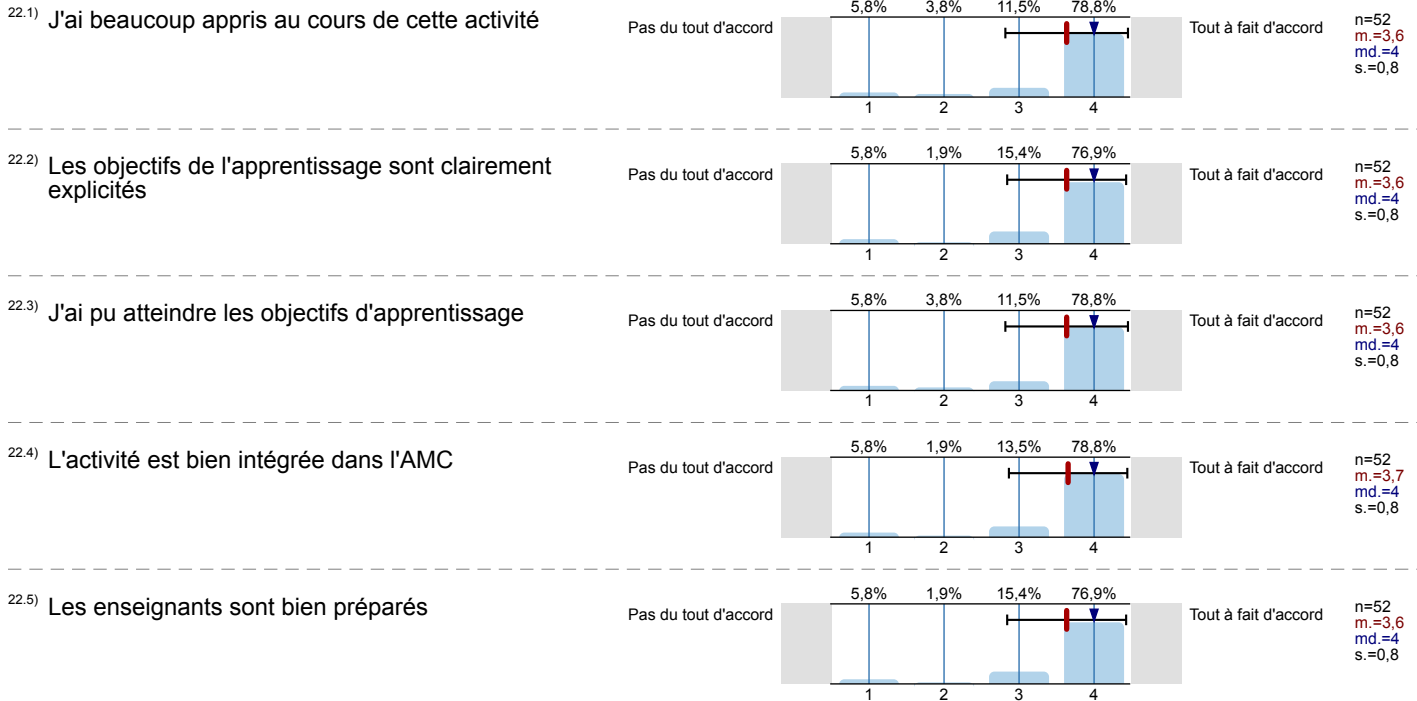 22.1) J'ai beaucoup appris au cours de cette activité
Pas du tout d'accord
5,8% 3,8% 11,5% 78,8%
1 2 3 4
Tout à fait d'accord
n=52
m.=3,6
md.=4
s.=0,8
22.2) Les objectifs de l'apprentissage sont clairement
explicités
Pas du tout d'accord
5,8% 1,9% 15,4% 76,9%
1 2 3 4
Tout à fait d'accord
n=52
m.=3,6
md.=4
s.=0,8
22.3) J'ai pu atteindre les objectifs d'apprentissage
Pas du tout d'accord
5,8% 3,8% 11,5% 78,8%
1 2 3 4
Tout à fait d'accord
n=52
m.=3,6
md.=4
s.=0,8
22.4) L'activité est bien intégrée dans l'AMC
Pas du tout d'accord
5,8% 1,9% 13,5% 78,8%
1 2 3 4
Tout à fait d'accord
n=52
m.=3,7
md.=4
s.=0,8
22.5) Les enseignants sont bien préparés
Pas du tout d'accord
5,8% 1,9% 15,4% 76,9%
1 2 3 4
Tout à fait d'accord
n=52
m.=3,6
md.=4
s.=0,8